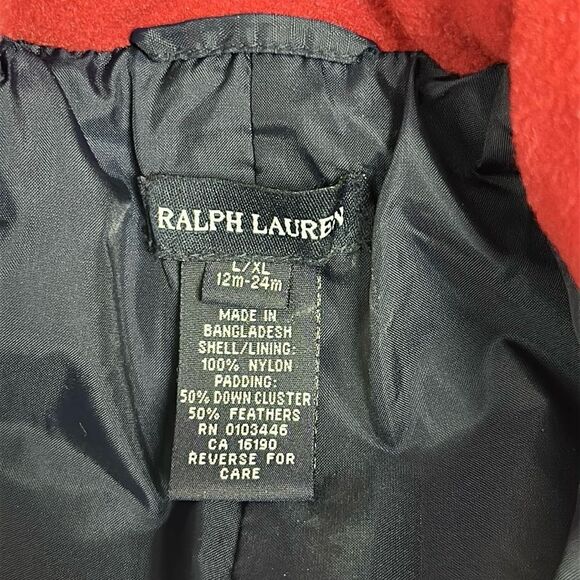 RALPH LAUREN
L/XL
12m-24m
MADE IN
BANGLADESH
SHELL/LINING:
100% NYLON
PADDING:
50% DOWN CLUSTER
50% FEATHERS
RN 0103446
CA 16190
REVERSE FOR
CARE